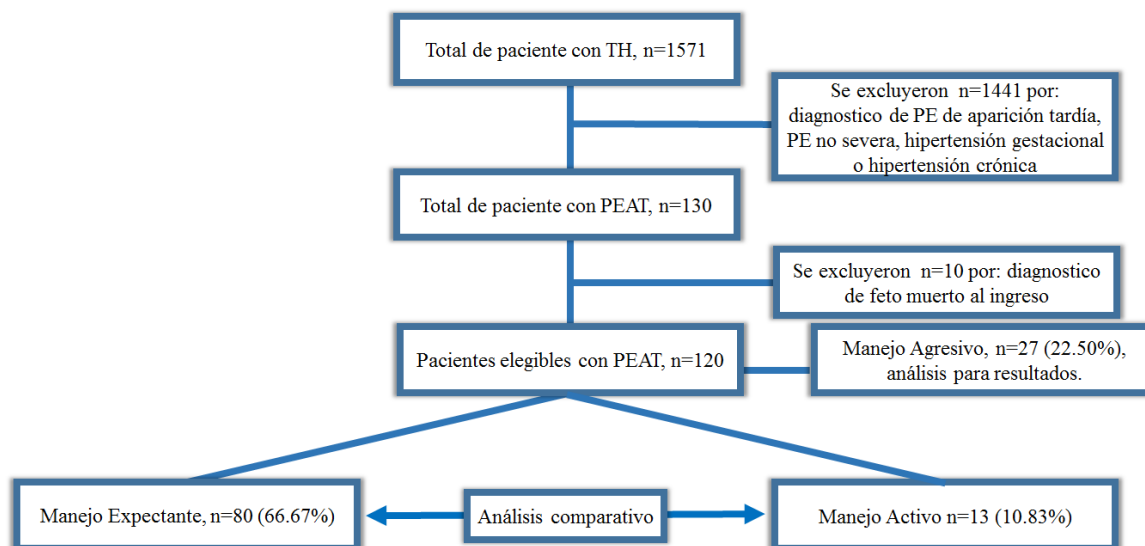 Total de paciente con TH, n=1571
Se excluyeron n=1441 por:
diagnostico de PE de aparición tardía,
PE no severa, hipertensión gestacional
o hipertensión crónica
Total de paciente con PEAT, n=130
Se excluyeron n=10 por: diagnostico
de feto muerto al ingreso
Pacientes elegibles con PEAT, n=120
Manejo Agresivo, n=27 (22.50%),
análisis para resultados.
Manejo Expectante, n=80 (66.67%)
Análisis comparativo
Manejo Activo n=13 (10.83%)